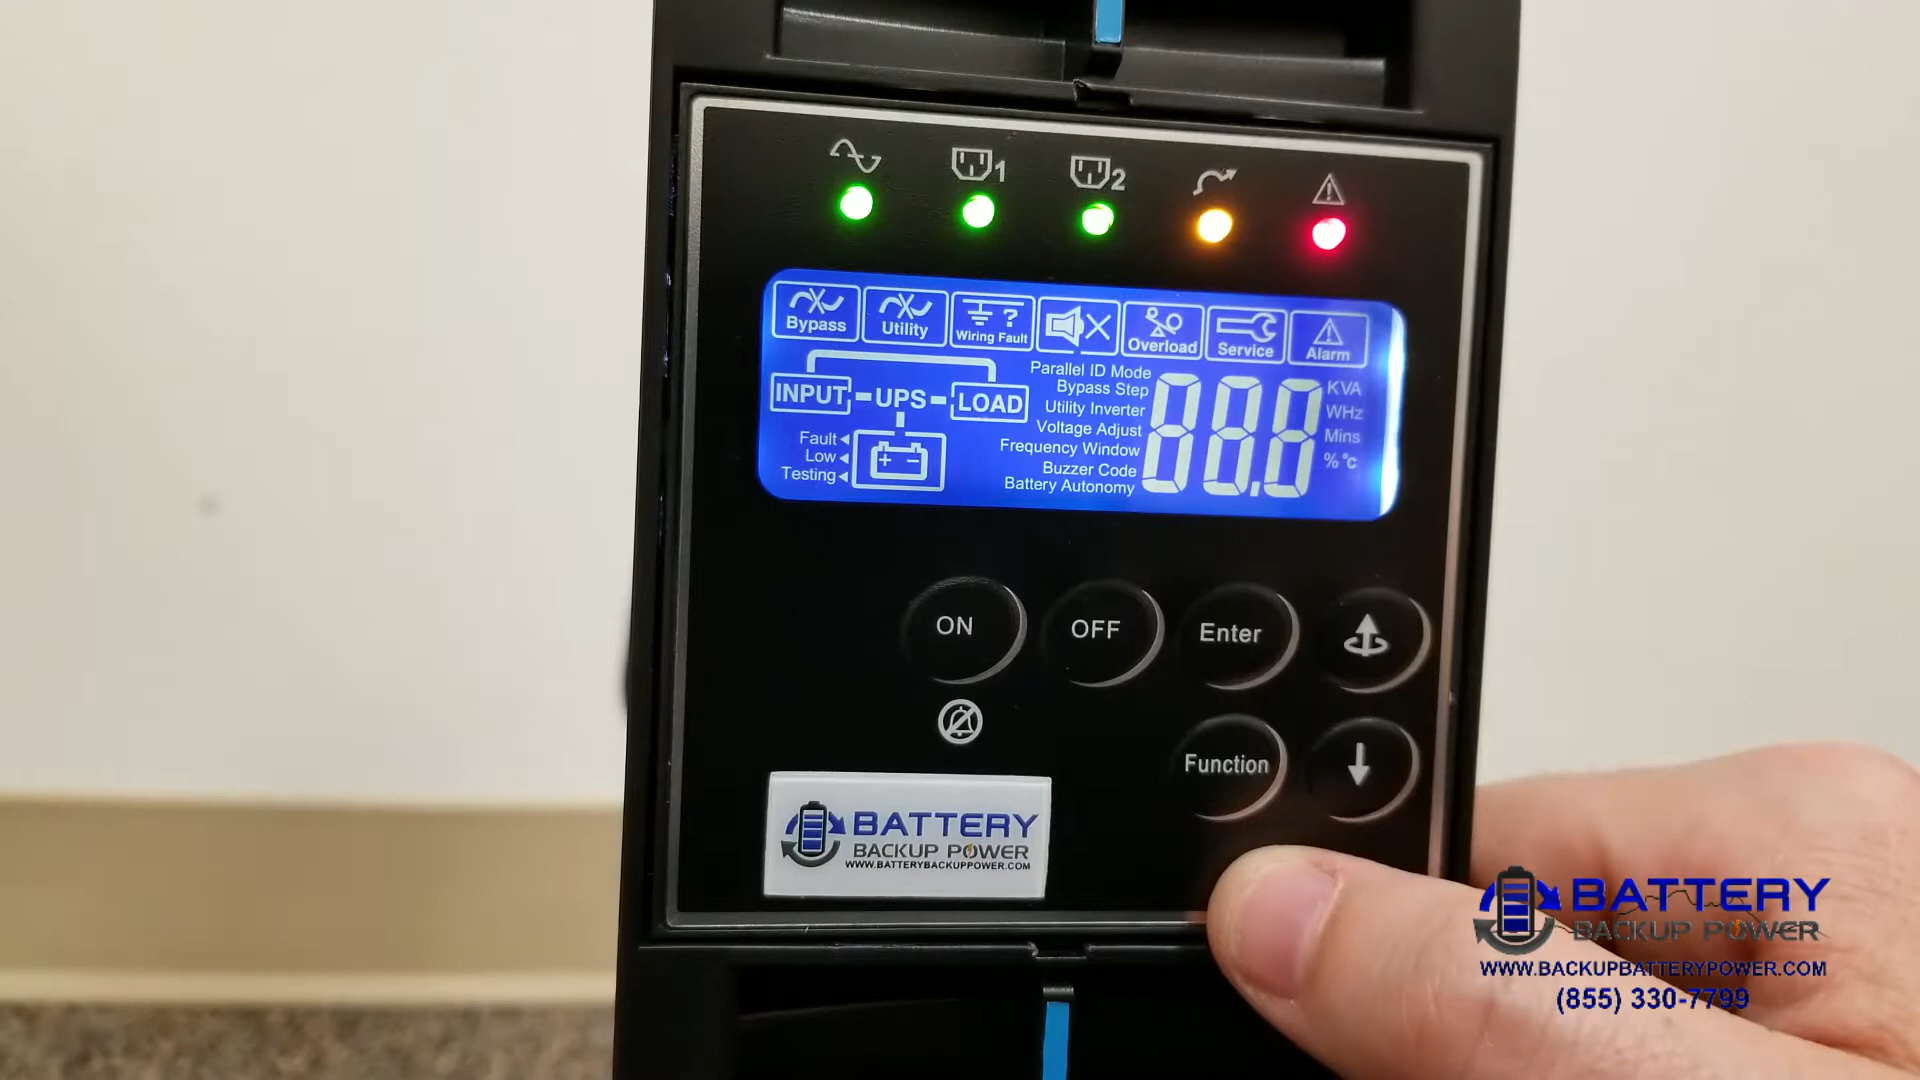 1
2
Bypass
Utility
?
Wiring Fault
Overload
Service
Alarm
INPUT
UPS
LOAD
Fault
Low
Testing
+ -
Parallel ID Mode
Bypass Step
Utility Inverter
Voltage Adjust
Frequency Window
Buzzer Code
Battery Autonomy
88.8
KVA
WHz
Mins
% °C
ON
OFF
Enter
Function
BATTERY
BACKUP POWER
WWW.BATTERYBACKUPPOWER.COM
BATTERY
BACKUP POWER
WWW.BACKUPBATTERYPOWER.COM
(855) 330-7799